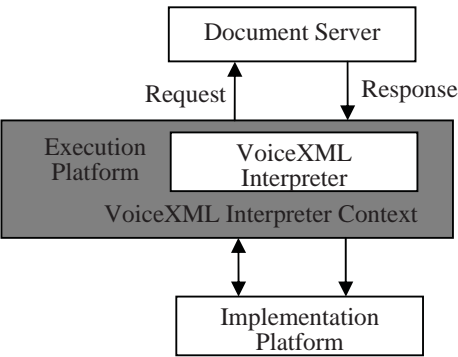 Document Server
Request
Response
Execution
Platform
VoiceXML
Interpreter
VoiceXML Interpreter Context
Implementation
Platform